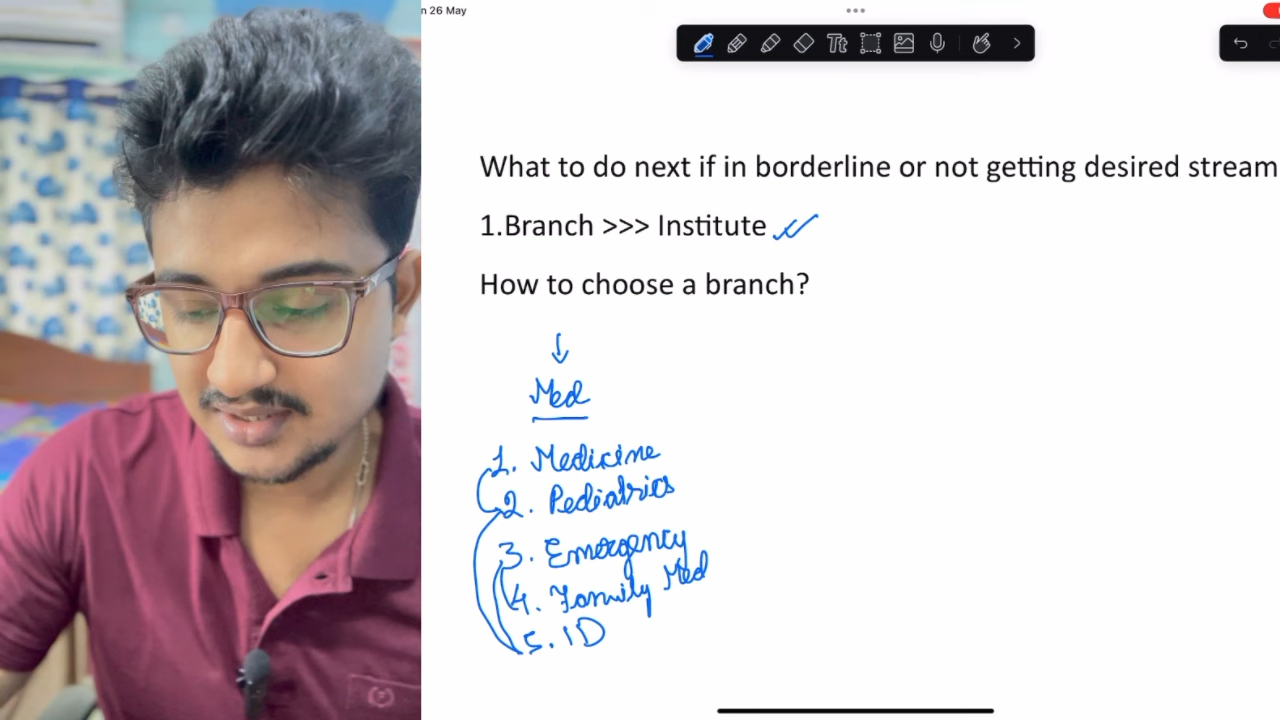 n 26 May
Tt
What to do next if in borderline or not getting desired stream
1.Branch >>> Institute
How to choose a branch?
Med
1. Medicine
2. Pediatrics
3. Emergency
4. Family Med
5. ID